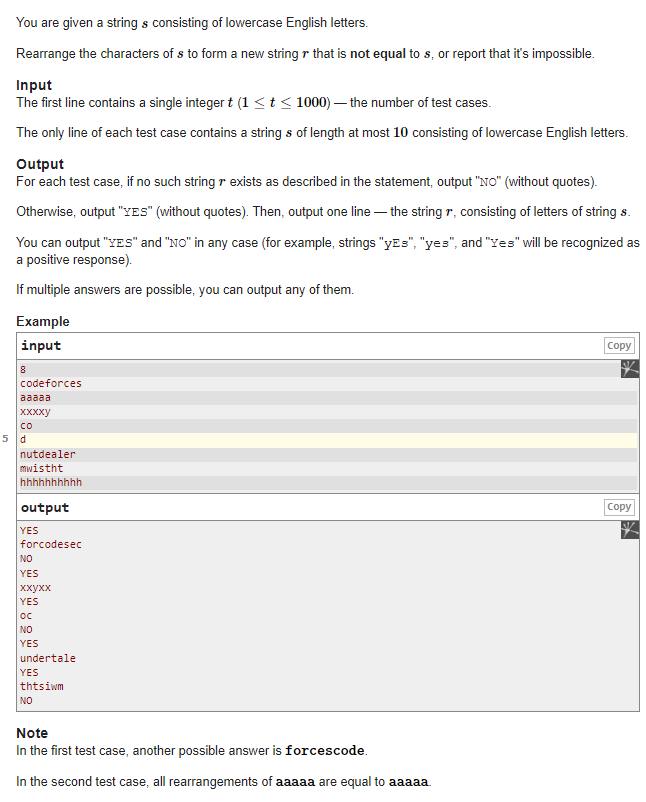 You are given a string s consisting of lowercase English letters.
Rearrange the characters of s to form a new string r that is not equal to s, or report that it's impossible.
Input
The first line contains a single integer t (1 ≤ t ≤ 1000) — the number of test cases.
The only line of each test case contains a string s of length at most 10 consisting of lowercase English letters.
Output
For each test case, if no such string r exists as described in the statement, output "NO" (without quotes).
Otherwise, output "YES" (without quotes). Then, output one line — the string r, consisting of letters of string s.
You can output "YES" and "NO" in any case (for example, strings "yEs", "yes", and "Yes" will be recognized as
a positive response).
If multiple answers are possible, you can output any of them.
Example
input Copy
8
codeforces
aaaaa
xxxxy
co
5 d
nutdealer
mwistht
hhhhhhhhhh
output Copy
YES
forcodesec
NO
YES
xxyxx
YES
oc
NO
YES
undertale
YES
thtsiwm
NO
Note
In the first test case, another possible answer is forcescode.
In the second test case, all rearrangements of aaaaa are equal to aaaaa.